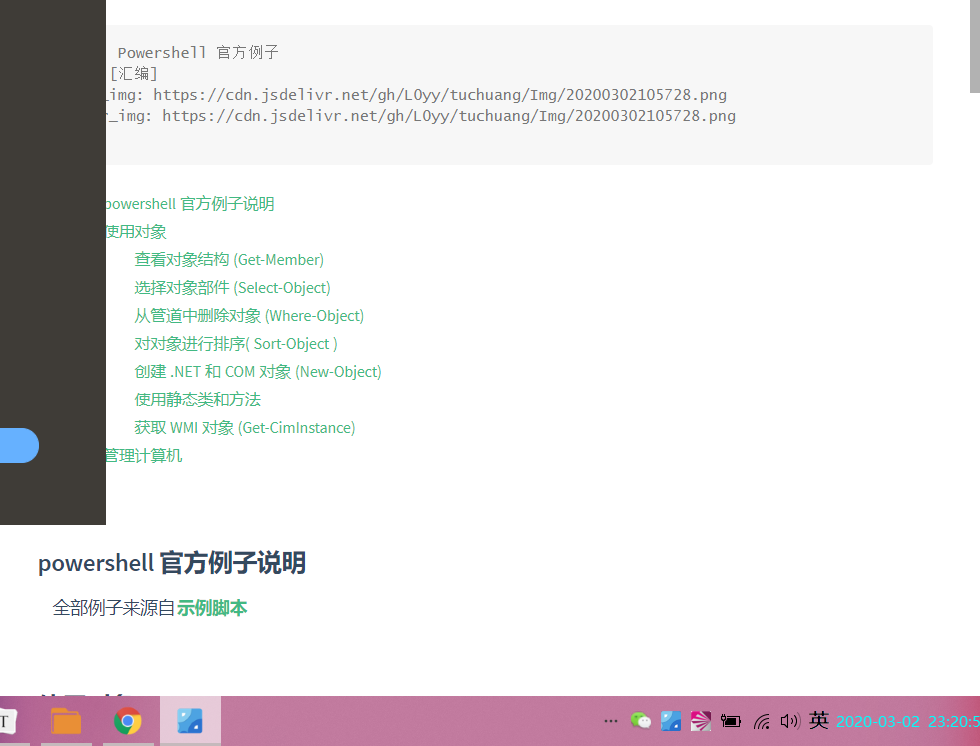 Powershell 官方例子
[汇编]
_img: https://cdn.jsdelivr.net/gh/L0yy/tuchuang/Img/20200302105728.png
r_img: https://cdn.jsdelivr.net/gh/L0yy/tuchuang/Img/20200302105728.png
powershell 官方例子说明
使用对象
查看对象结构 (Get-Member)
选择对象部件 (Select-Object)
从管道中删除对象 (Where-Object)
对对象进行排序( Sort-Object )
创建 .NET 和 COM 对象 (New-Object)
使用静态类和方法
获取 WMI 对象 (Get-CimInstance)
管理计算机
powershell 官方例子说明
全部例子来源自示例脚本
T
英 2020-03-02 23:20:5